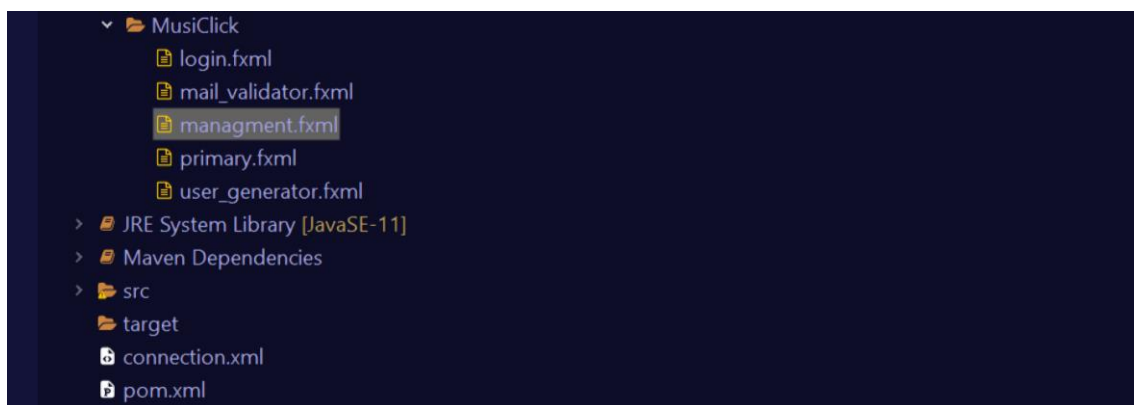 MusiClick
login.fxml
mail_validator.fxml
managment.fxml
primary.fxml
user_generator.fxml
JRE System Library [JavaSE-11]
Maven Dependencies
src
target
connection.xml
pom.xml